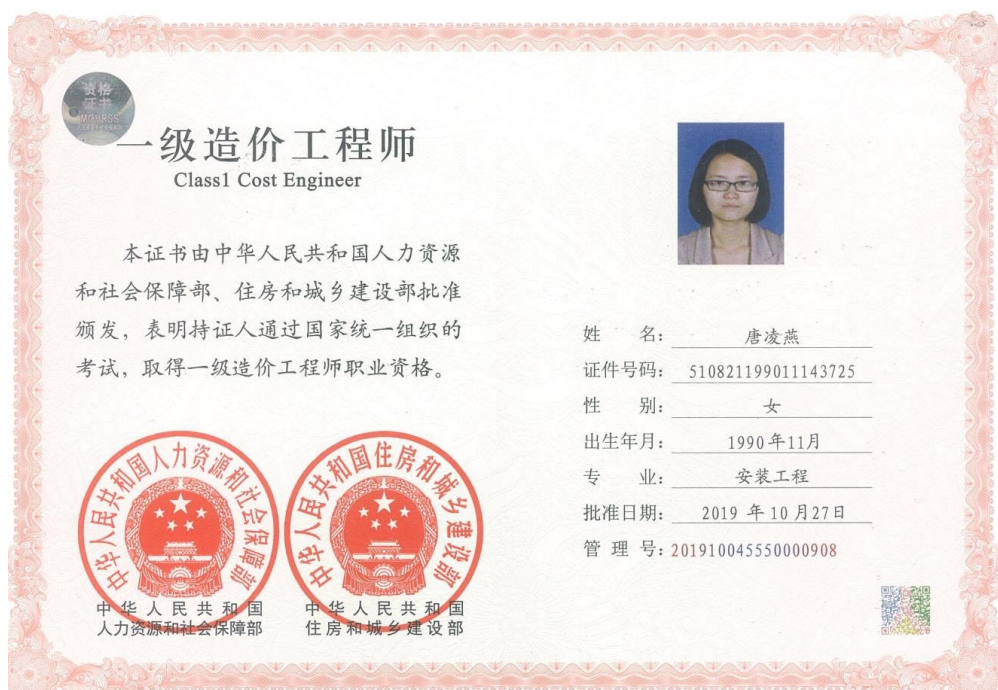 资格
证书
MOHRSS
一级造价工程师
Class1 Cost Engineer
本证书由中华人民共和国人力资源
和社会保障部、住房和城乡建设部批准
颁发，表明持证人通过国家统一组织的
考试，取得一级造价工程师职业资格。
中华人民共和国人力资源和社会保障部
中华人民共和国住房和城乡建设部
中华人民共和国
人力资源和社会保障部
中华人民共和国
住房和城乡建设部
姓 名： 唐凌燕
证件号码： 510821199011143725
性 别： 女
出生年月： 1990年11月
专 业： 安装工程
批准日期： 2019 年 10 月27日
管 理 号：201910045550000908